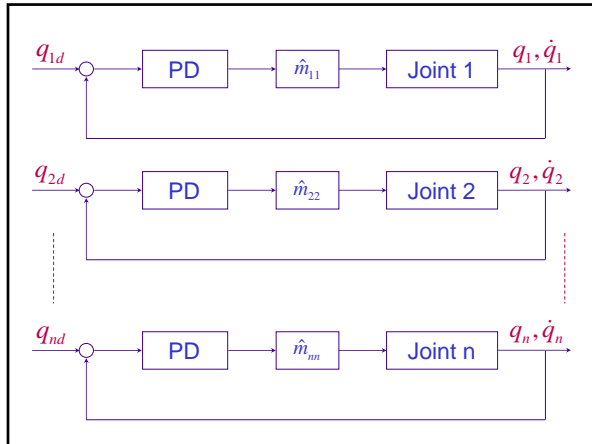 q₁d PD m̂₁₁ Joint 1 q₁, q̇₁
q₂d PD m̂₂₂ Joint 2 q₂, q̇₂
qnd PD m̂nn Joint n qn, q̇n